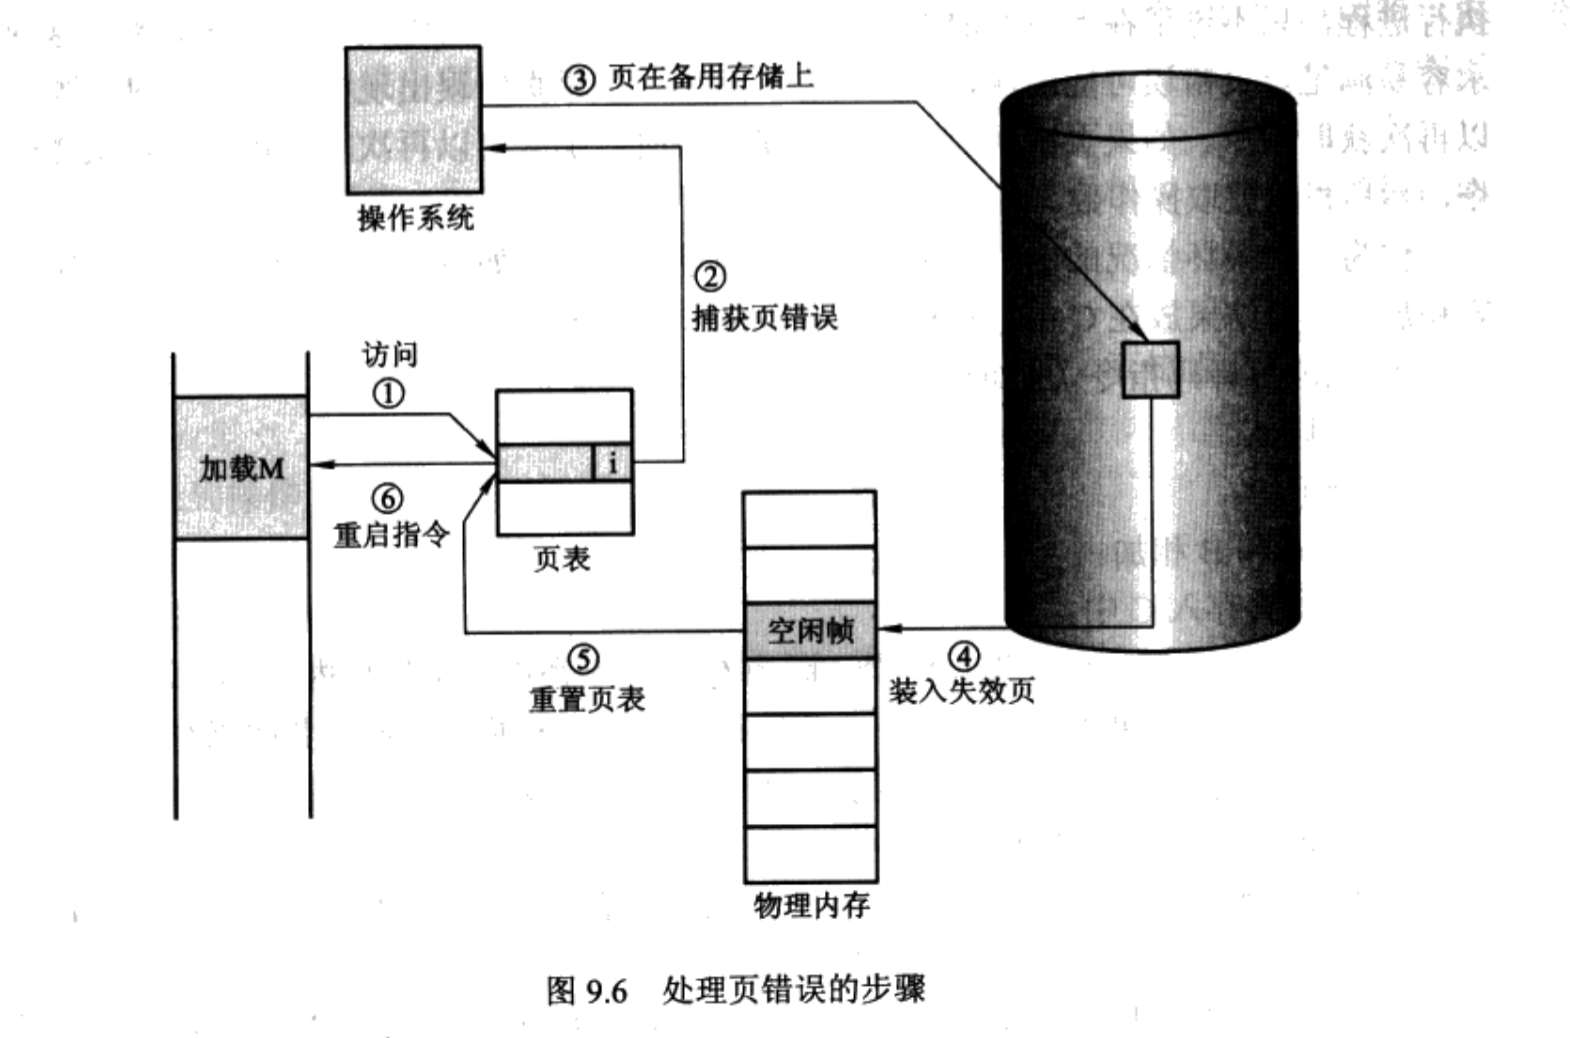 ③ 页在备用存储上
操作系统
②
捕获页错误
访问
①
加载M
i
⑥
重启指令
页表
空闲帧
⑤
重置页表
④
装入失效页
物理内存
图 9.6 处理页错误的步骤